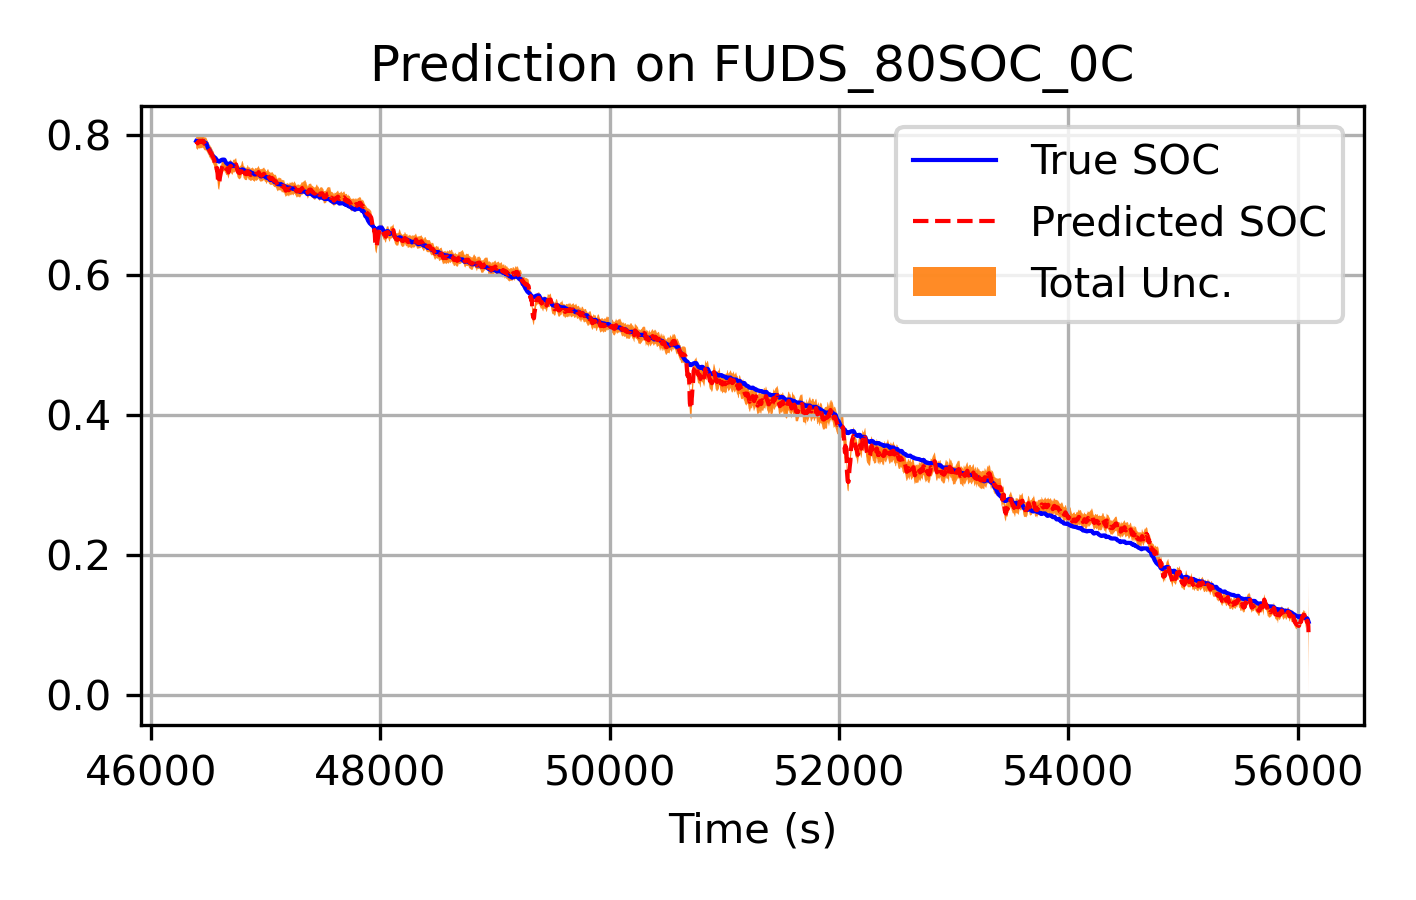 Prediction on FUDS_80SOC_0C
True SOC
Predicted SOC
Total Unc.
0.8
0.6
0.4
0.2
0.0
46000 48000 50000 52000 54000 56000
Time (s)